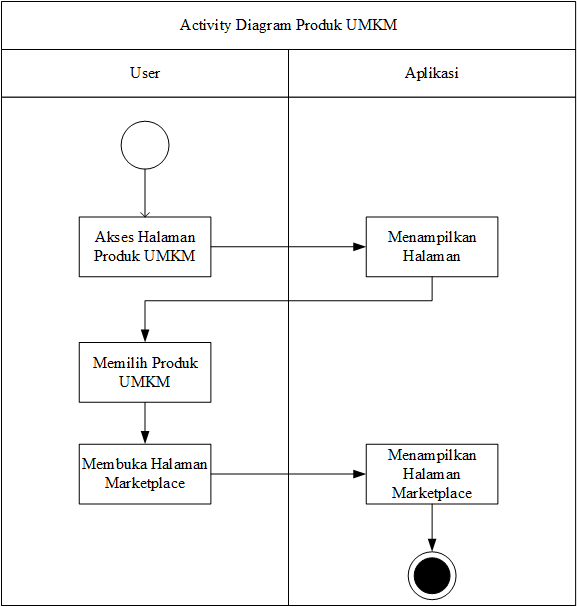 Activity Diagram Produk UMKM
User
Aplikasi
Akses Halaman
Produk UMKM
Menampilkan
Halaman
Memilih Produk
UMKM
Membuka Halaman
Marketplace
Menampilkan
Halaman
Marketplace